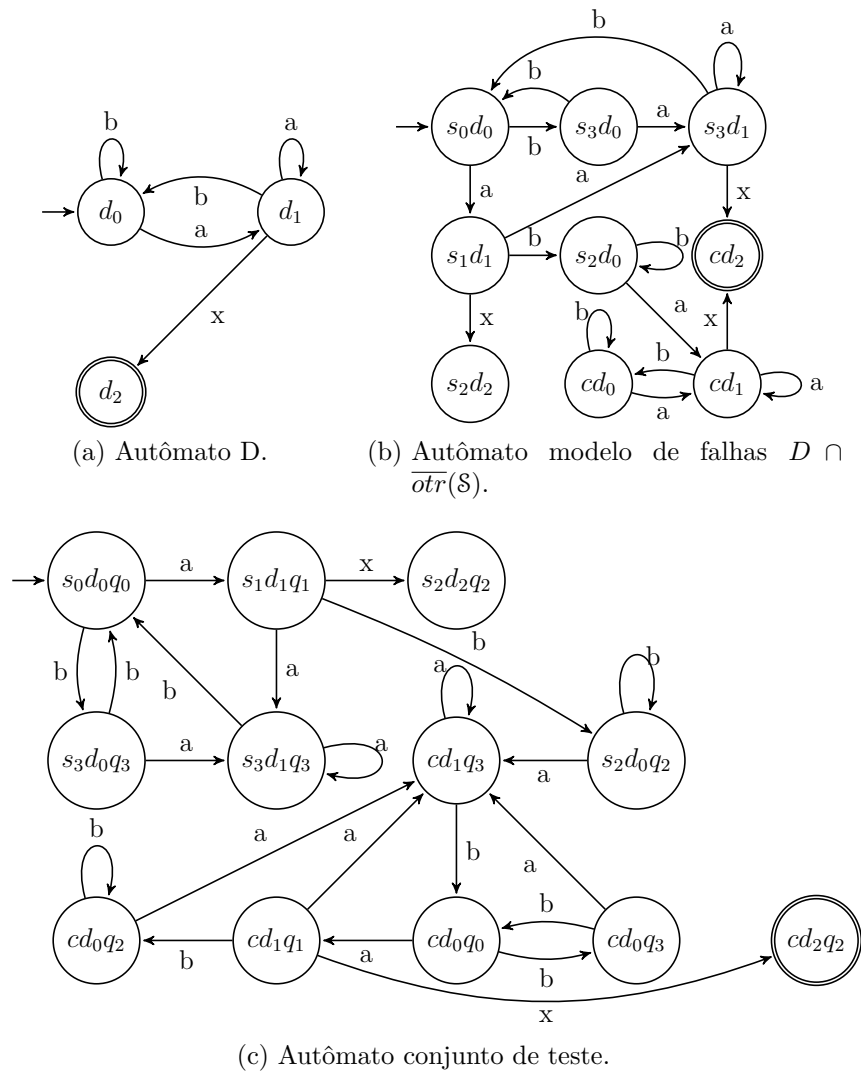 b
b
a
b
a
d₀
b
d₁
a
x
d₂
s₀d₀
b
s₃d₀
a
s₃d₁
a
a
x
s₁d₁
b
s₂d₀
b
cd₂
x
a
x
b
s₂d₂
cd₀
b
cd₁
a
a
(a) Autômato D.
(b) Autômato modelo de falhas D ∩
otr̅(S).
s₀d₀q₀
a
s₁d₁q₁
x
s₂d₂q₂
b
b
b
b
a
a
b
s₃d₀q₃
a
s₃d₁q₃
a
cd₁q₃
a
s₂d₀q₂
b
a
a
b
a
cd₀q₂
b
cd₁q₁
a
cd₀q₀
b
b
cd₀q₃
cd₂q₂
x
(c) Autômato conjunto de teste.